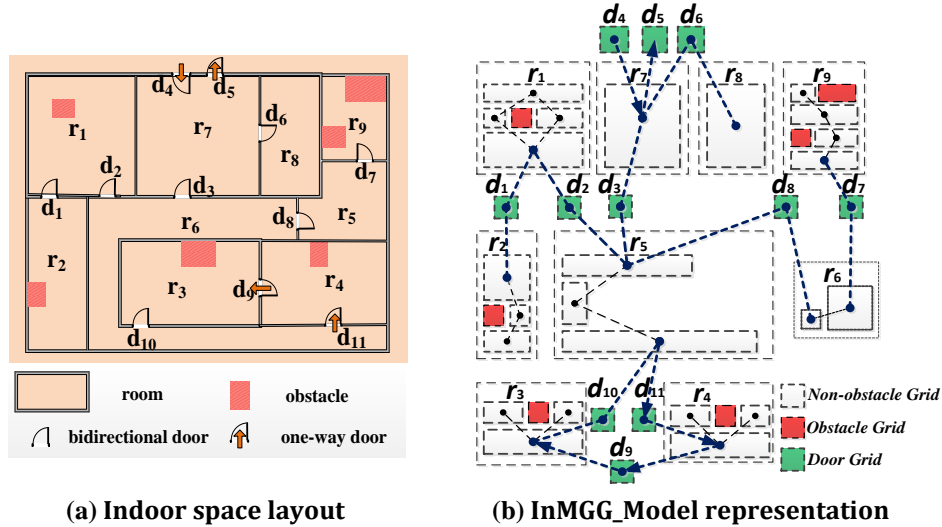 d4
d5
d1
d2
d3
d6
d7
d8
d9
d10
d11
r1
r7
r8
r9
r2
r6
r5
r3
r4
room
obstacle
bidirectional door
one-way door
(a) Indoor space layout
d4 d5 d6
r1 r7 r8 r9
d1 d2 d3 d8 d7
r2 r5 r6
r3 d10 d11 r4
d9
Non-obstacle Grid
Obstacle Grid
Door Grid
(b) InMGG_Model representation